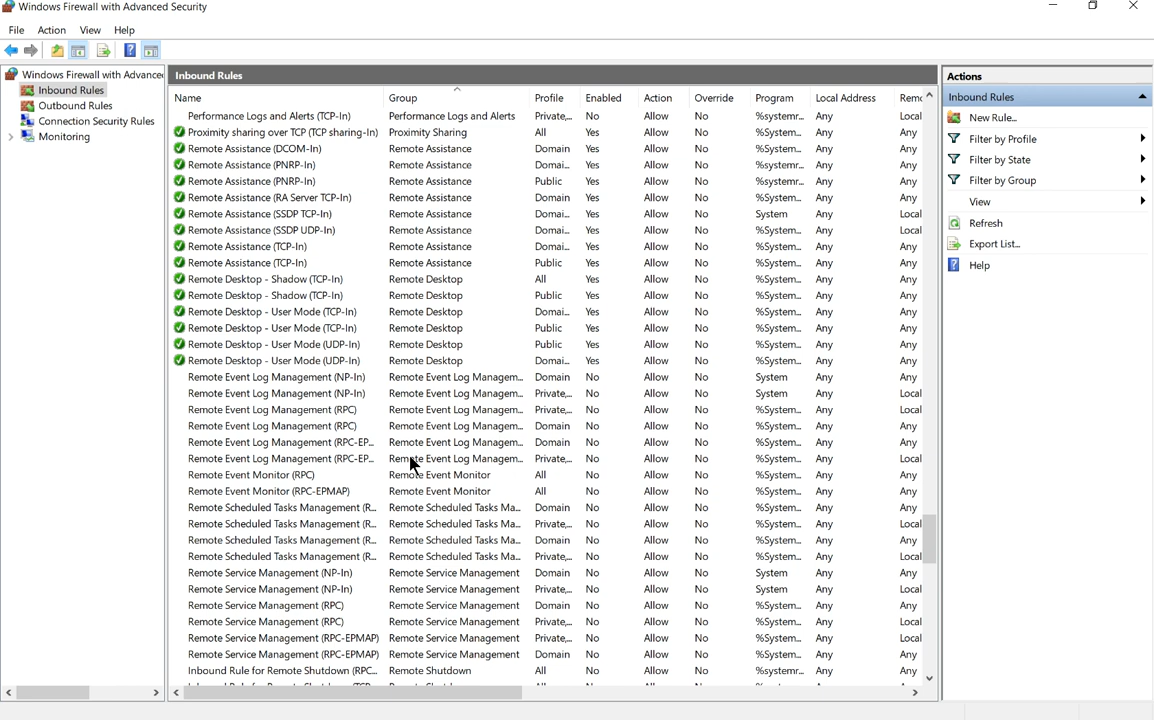 Windows Firewall with Advanced Security
File Action View Help
Windows Firewall with Advance
Inbound Rules
Outbound Rules
Connection Security Rules
Monitoring
Inbound Rules
Name Group Profile Enabled Action Override Program Local Address Remo
Performance Logs and Alerts (TCP-In) Performance Logs and Alerts Private,... No Allow No %systemr... Any Local
Proximity sharing over TCP (TCP sharing-In) Proximity Sharing All Yes Allow No %System... Any Any
Remote Assistance (DCOM-In) Remote Assistance Domain Yes Allow No %System... Any Any
Remote Assistance (PNRP-In) Remote Assistance Domai... Yes Allow No %systemr... Any Any
Remote Assistance (PNRP-In) Remote Assistance Public Yes Allow No %systemr... Any Any
Remote Assistance (RA Server TCP-In) Remote Assistance Domain Yes Allow No %System... Any Any
Remote Assistance (SSDP TCP-In) Remote Assistance Domai... Yes Allow No System Any Local
Remote Assistance (SSDP UDP-In) Remote Assistance Domai... Yes Allow No %System... Any Local
Remote Assistance (TCP-In) Remote Assistance Domai... Yes Allow No %System... Any Any
Remote Assistance (TCP-In) Remote Assistance Public Yes Allow No %System... Any Any
Remote Desktop - Shadow (TCP-In) Remote Desktop All Yes Allow No %System... Any Any
Remote Desktop - Shadow (TCP-In) Remote Desktop Public Yes Allow No %System... Any Any
Remote Desktop - User Mode (TCP-In) Remote Desktop Domai... Yes Allow No %System... Any Any
Remote Desktop - User Mode (TCP-In) Remote Desktop Public Yes Allow No %System... Any Any
Remote Desktop - User Mode (UDP-In) Remote Desktop Public Yes Allow No %System... Any Any
Remote Desktop - User Mode (UDP-In) Remote Desktop Domai... Yes Allow No %System... Any Any
Remote Event Log Management (NP-In) Remote Event Log Managem... Domain No Allow No System Any Any
Remote Event Log Management (NP-In) Remote Event Log Managem... Private,... No Allow No System Any Local
Remote Event Log Management (RPC) Remote Event Log Managem... Private,... No Allow No %System... Any Local
Remote Event Log Management (RPC) Remote Event Log Managem... Domain No Allow No %System... Any Any
Remote Event Log Management (RPC-EP... Remote Event Log Managem... Domain No Allow No %System... Any Any
Remote Event Log Management (RPC-EP... Remote Event Log Managem... Private,... No Allow No %System... Any Local
Remote Event Monitor (RPC) Remote Event Monitor All No Allow No %System... Any Any
Remote Event Monitor (RPC-EPMAP) Remote Event Monitor All No Allow No %System... Any Any
Remote Scheduled Tasks Management (R... Remote Scheduled Tasks Ma... Domain No Allow No %System... Any Any
Remote Scheduled Tasks Management (R... Remote Scheduled Tasks Ma... Private,... No Allow No %System... Any Local
Remote Scheduled Tasks Management (R... Remote Scheduled Tasks Ma... Domain No Allow No %System... Any Any
Remote Scheduled Tasks Management (R... Remote Scheduled Tasks Ma... Private,... No Allow No %System... Any Local
Remote Service Management (NP-In) Remote Service Management Domain No Allow No System Any Any
Remote Service Management (NP-In) Remote Service Management Private,... No Allow No System Any Local
Remote Service Management (RPC) Remote Service Management Domain No Allow No %System... Any Any
Remote Service Management (RPC) Remote Service Management Private,... No Allow No %System... Any Local
Remote Service Management (RPC-EPMAP) Remote Service Management Private,... No Allow No %System... Any Local
Remote Service Management (RPC-EPMAP) Remote Service Management Domain No Allow No %System... Any Any
Inbound Rule for Remote Shutdown (RPC... Remote Shutdown All No Allow No %systemr... Any Any
Actions
Inbound Rules
New Rule...
Filter by Profile
Filter by State
Filter by Group
View
Refresh
Export List...
Help